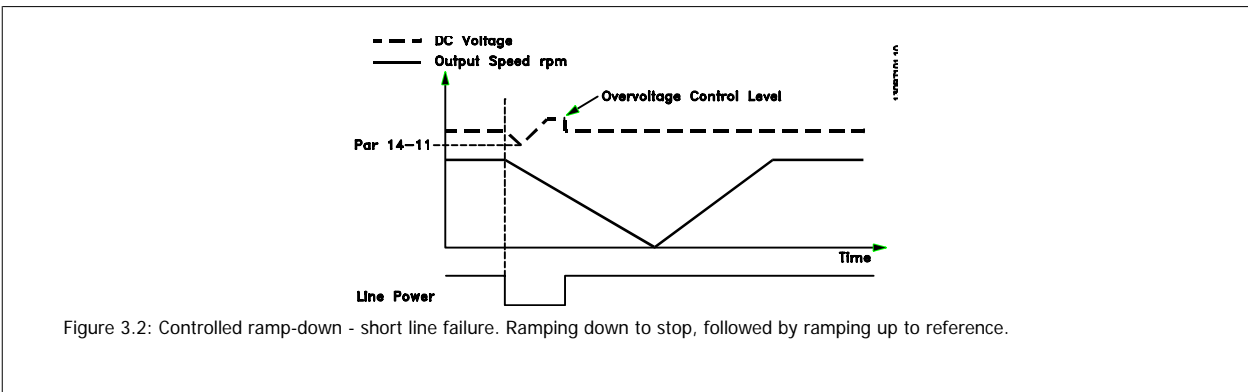 DC Voltage
Output Speed rpm
Overvoltage Control Level
Par 14-11
Time
Line Power
Figure 3.2: Controlled ramp-down - short line failure. Ramping down to stop, followed by ramping up to reference.